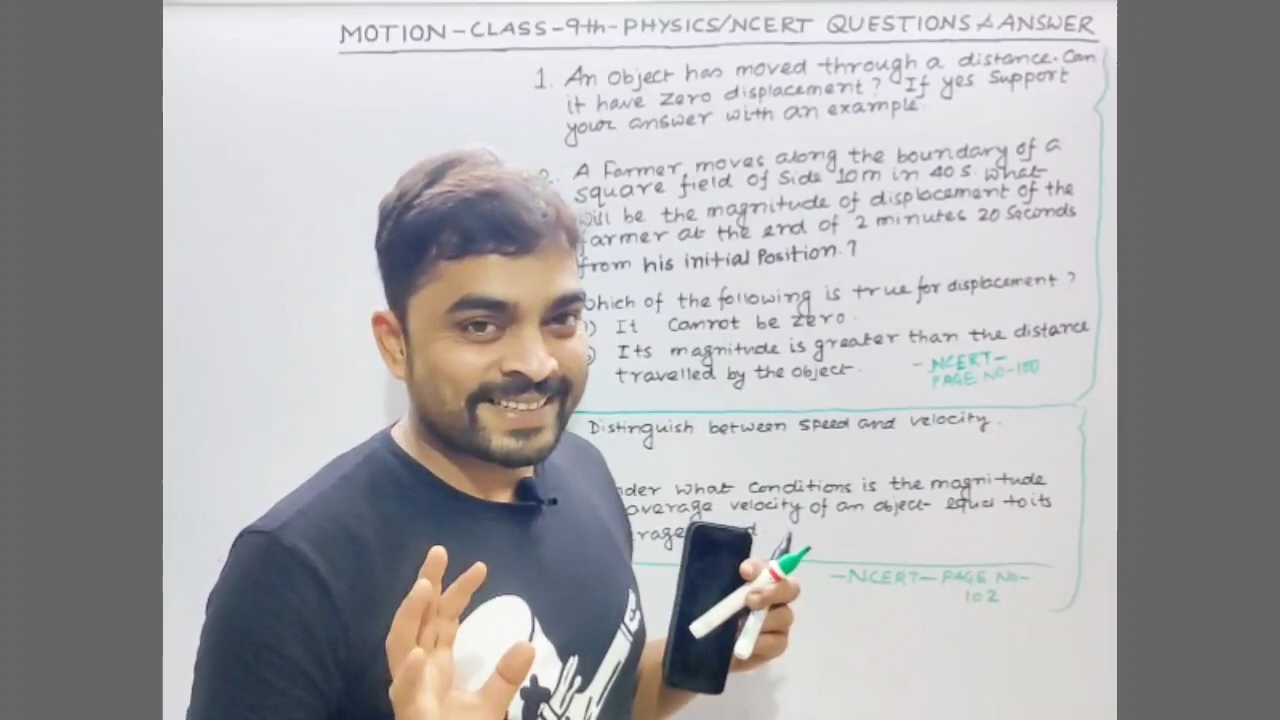 MOTION-CLASS-9th-PHYSICS/NCERT QUESTIONS & ANSWER
1. An Object has moved through a distance. Can
it have zero displacement? If yes support
your answer with an example.
2. A Farmer moves along the boundary of a
square field of side 10m in 40 s. what
will be the magnitude of displacement of the
farmer at the end of 2 minutes 20 seconds
from his initial position.?
which of the following is true for displacement?
It cannot be zero.
Its magnitude is greater than the distance
travelled by the object.
-NCERT-
PAGE NO-100
Distinguish between speed and velocity.
what conditions is the magnitude
average velocity of an object equal to its
-NCERT-PAGE NO-
102